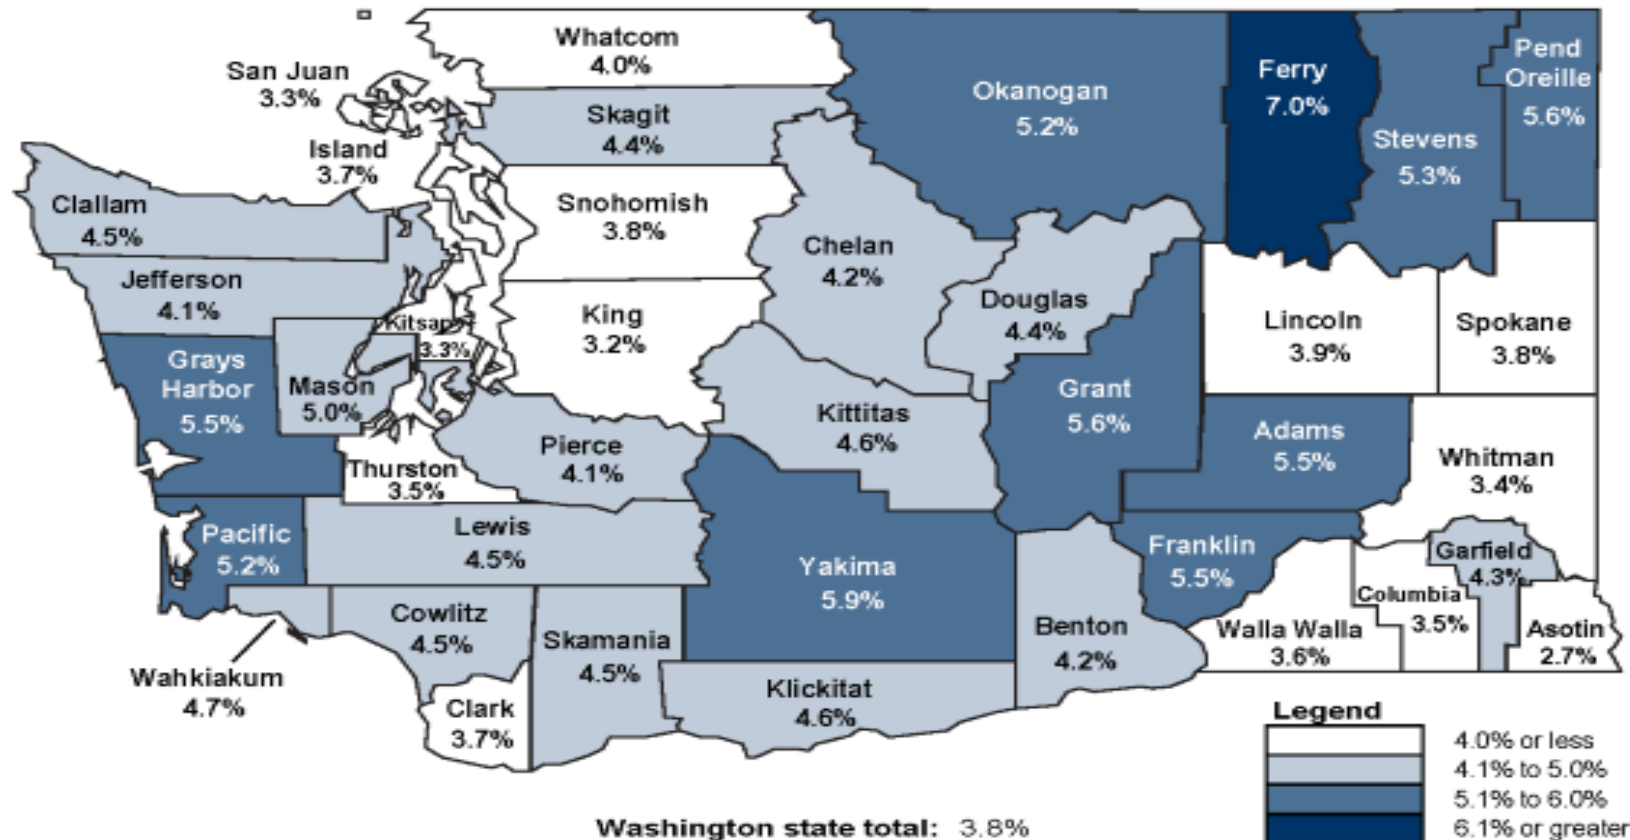 Whatcom
4.0%
San Juan
3.3%
Skagit
4.4%
Island
3.7%
Okanogan
5.2%
Ferry
7.0%
Pend
Oreille
5.6%
Stevens
5.3%
Clallam
4.5%
Snohomish
3.8%
Chelan
4.2%
Jefferson
4.1%
Douglas
4.4%
King
3.2%
Kitsap
3.3%
Lincoln
3.9%
Spokane
3.8%
Grays
Harbor
5.5%
Mason
5.0%
Grant
5.6%
Kittitas
4.6%
Adams
5.5%
Pierce
4.1%
Thurston
3.5%
Whitman
3.4%
Pacific
5.2%
Lewis
4.5%
Yakima
5.9%
Franklin
5.5%
Garfield
4.3%
Columbia
3.5%
Cowlitz
4.5%
Skamania
4.5%
Benton
4.2%
Walla Walla
3.6%
Asotin
2.7%
Wahkiakum
4.7%
Klickitat
4.6%
Clark
3.7%
Legend
4.0% or less
4.1% to 5.0%
5.1% to 6.0%
6.1% or greater
Washington state total: 3.8%